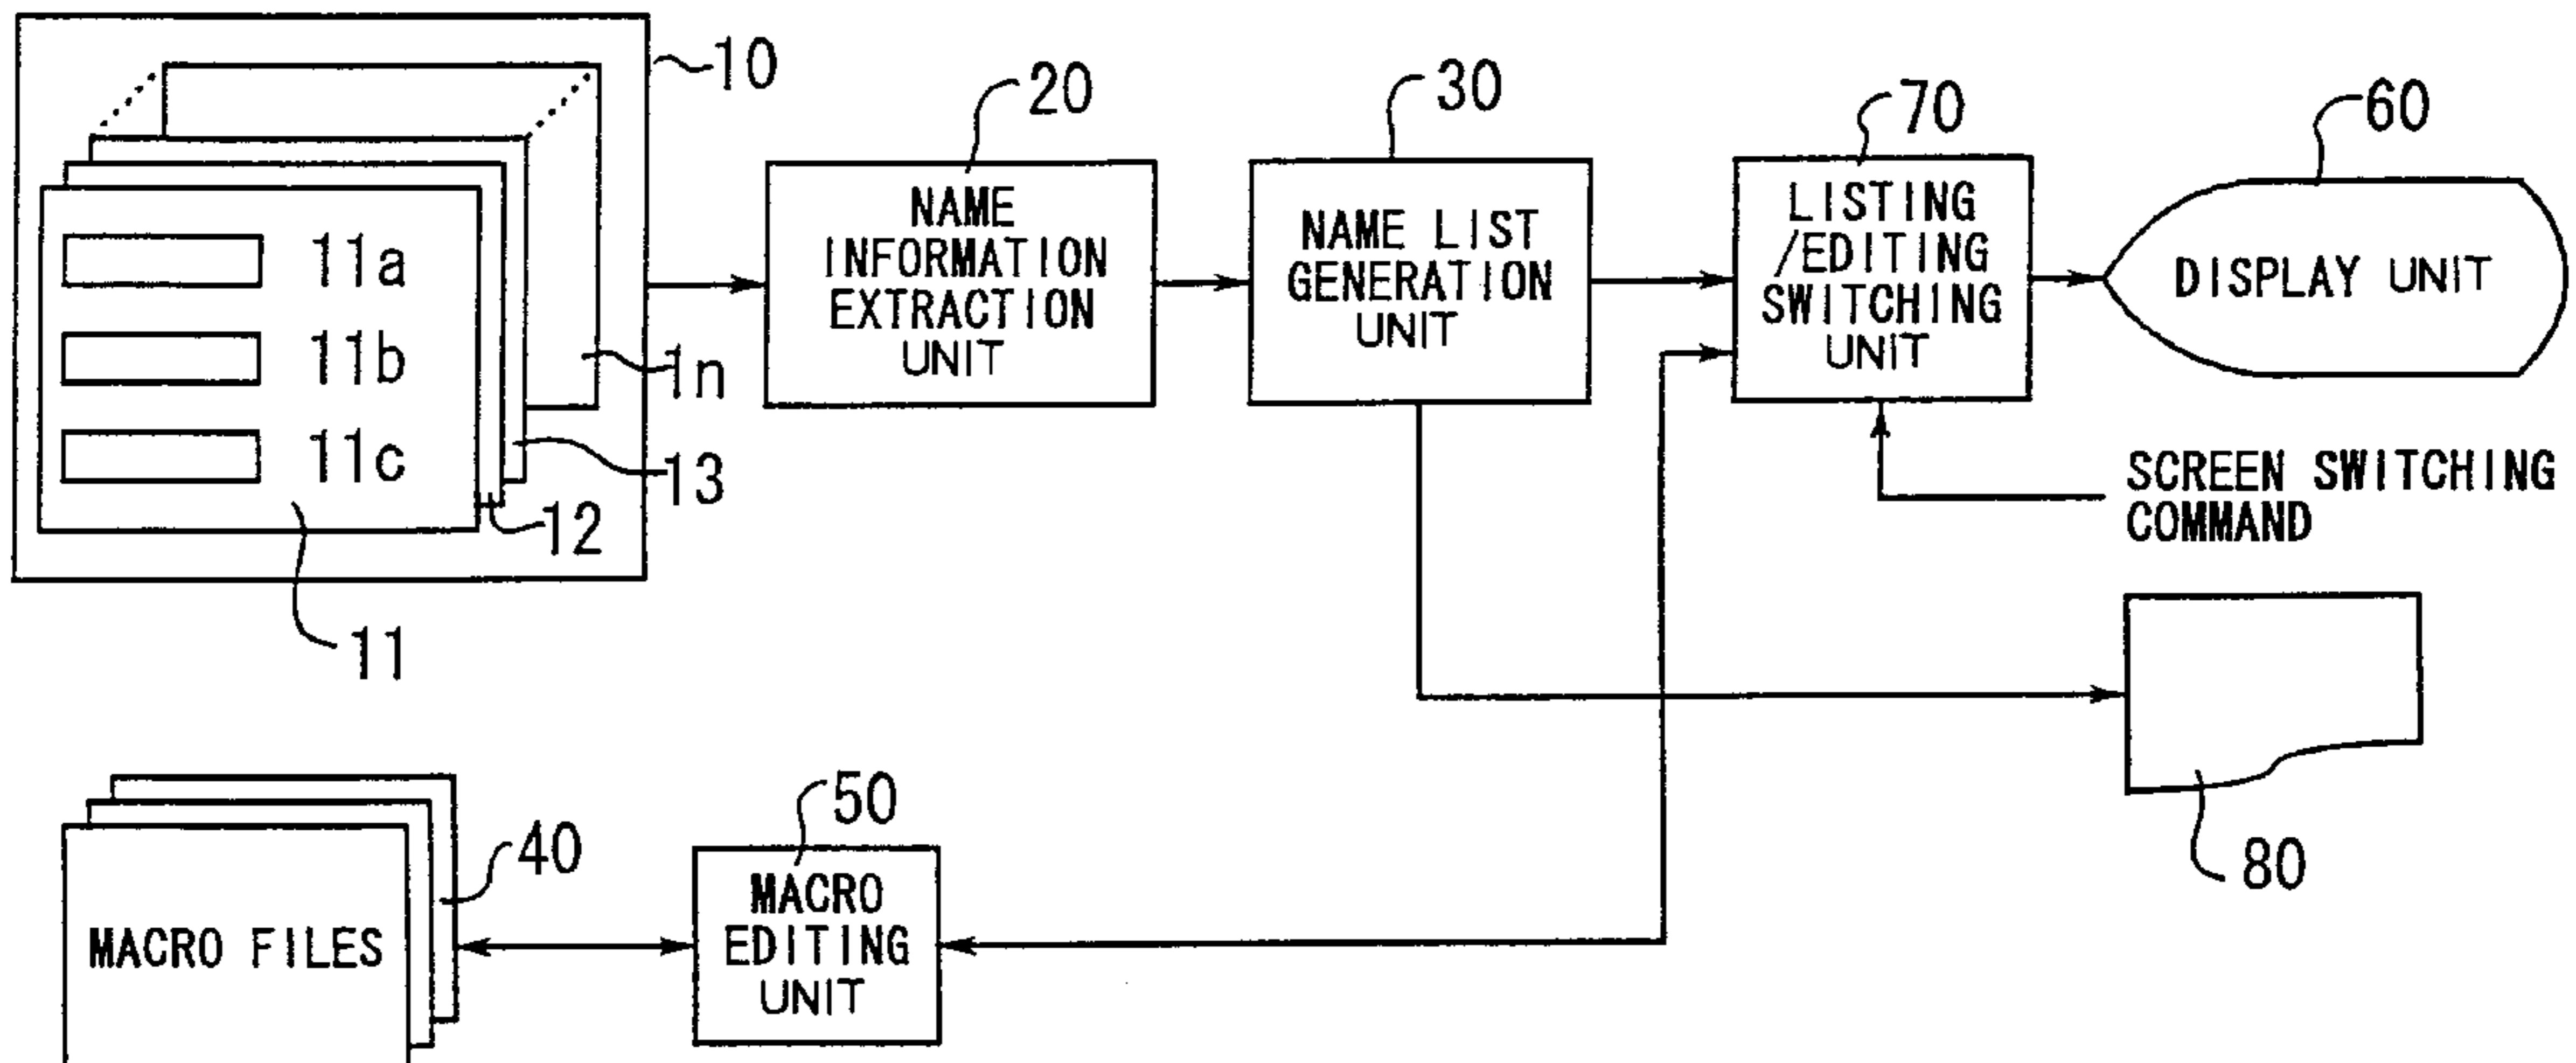 10
11a
11b
11c
1n
13
12
11
20
NAME
INFORMATION
EXTRACTION
UNIT
30
NAME LIST
GENERATION
UNIT
70
LISTING
/EDITING
SWITCHING
UNIT
60
DISPLAY UNIT
SCREEN SWITCHING
COMMAND
80
40
MACRO FILES
50
MACRO
EDITING
UNIT